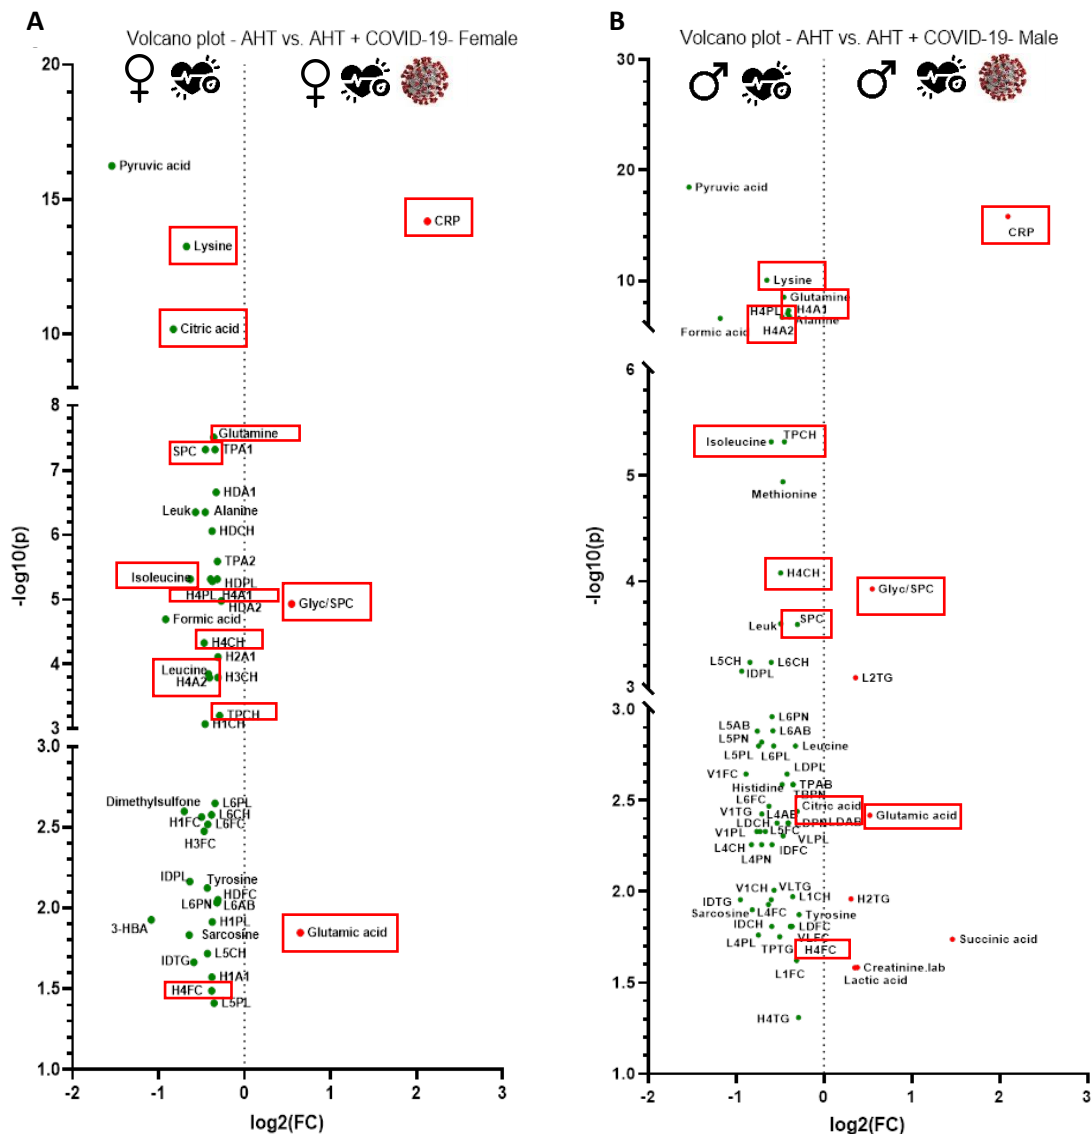 A
Volcano plot - AHT vs. AHT + COVID-19- Female
20
15
10
8
7
6
5
4
3
3.0
2.5
2.0
1.5
1.0
-log10(p)
Pyruvic acid
CRP
Lysine
Citric acid
Glutamine
SPC
TPA1
HDA1
Leuk
Alanine
HDCH
TPA2
Isoleucine
HDPL
H4PL
H4A1
HDA2
Glyc/SPC
Formic acid
H4CH
H2A1
Leucine
H4A2
H3CH
TPCH
H1CH
Dimethylsulfone
L6PL
L6CH
H1FC
L6FC
H3FC
IDPL
Tyrosine
HDFC
L6PN
L6AB
3-HBA
H1PL
Sarcosine
Glutamic acid
L5CH
IDTG
H1A1
H4FC
L5PL
-2
-1
0
1
2
3
log2(FC)
B
Volcano plot - AHT vs. AHT + COVID-19- Male
30
20
10
6
5
4
3
3.0
2.5
2.0
1.5
1.0
-log10(p)
Pyruvic acid
CRP
Lysine
Glutamine
H4PL
H4A1
Alanine
Formic acid
H4A2
TPCH
Isoleucine
Methionine
H4CH
Glyc/SPC
Leuk
SPC
L5CH
L6CH
IDPL
L2TG
L6PN
L5AB
L6AB
L5PN
Leucine
L5PL
L6PL
V1FC
LDPL
Histidine
TPAB
TBPN
L6FC
Citric acid
V1TG
L4AB
Glutamic acid
LDCH
LDPN
LDAB
V1PL
L5FC
VLPL
L4CH
IDFC
L4PN
V1CH
VLTG
IDTG
L1CH
H2TG
Sarcosine
L4FC
Tyrosine
IDCH
LDFC
L4PL
VLFC
Succinic acid
TPTG
H4FC
L1FC
Creatinine.lab
Lactic acid
H4TG
-2
-1
0
1
2
3
log2(FC)